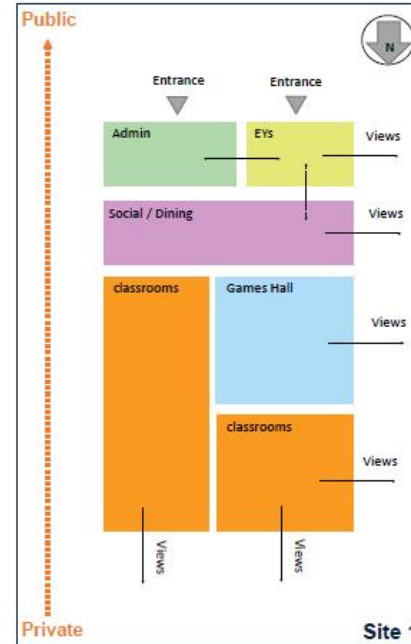 Public
N
Entrance
Entrance
Admin
EYs
Views
Social / Dining
Views
classrooms
Games Hall
Views
classrooms
Views
Views
Views
Private
Site 1